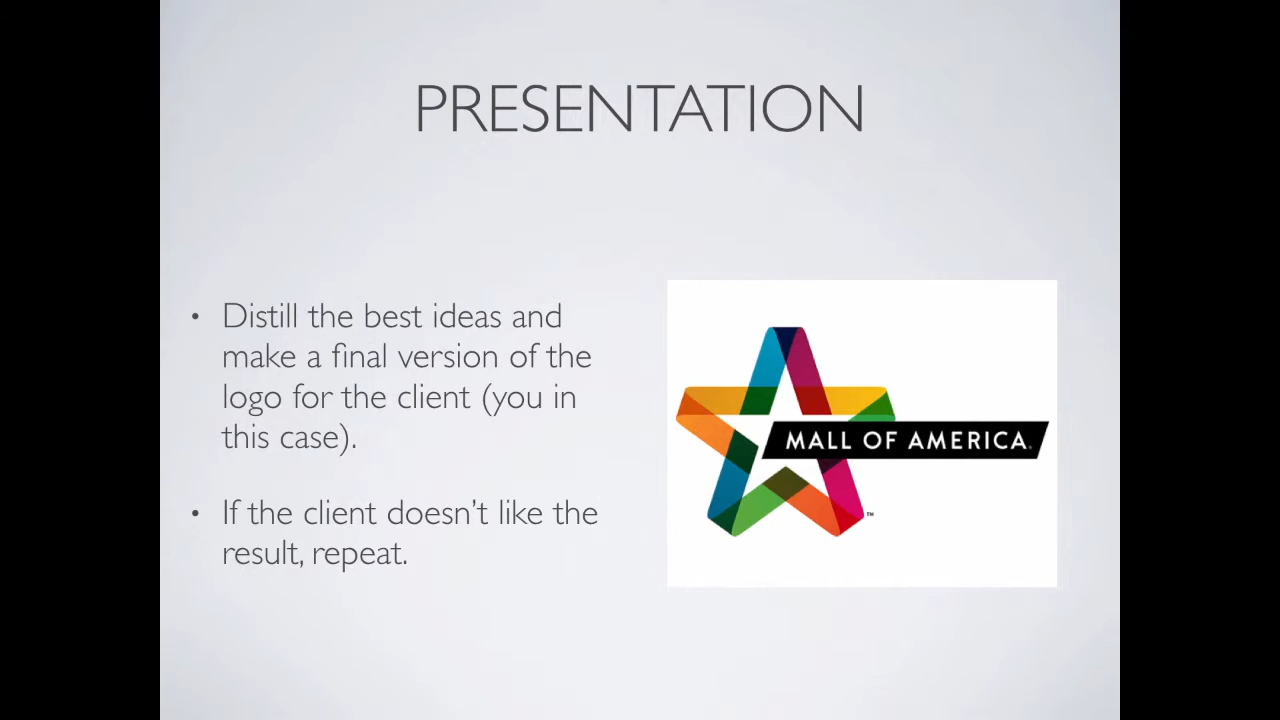 PRESENTATION
• Distill the best ideas and
make a final version of the
logo for the client (you in
this case).
• If the client doesn’t like the
result, repeat.
MALL OF AMERICA®
™